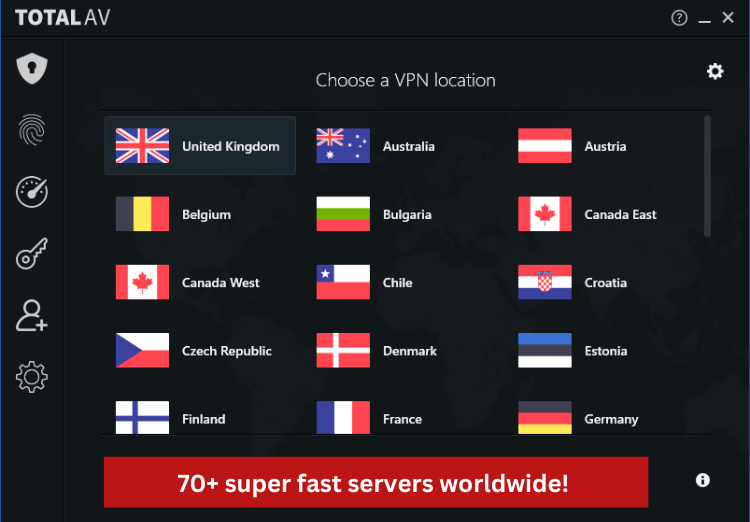 TOTAL AV
Choose a VPN location
United Kingdom
Australia
Austria
Belgium
Bulgaria
Canada East
Canada West
Chile
Croatia
Czech Republic
Denmark
Estonia
Finland
France
Germany
70+ super fast servers worldwide!